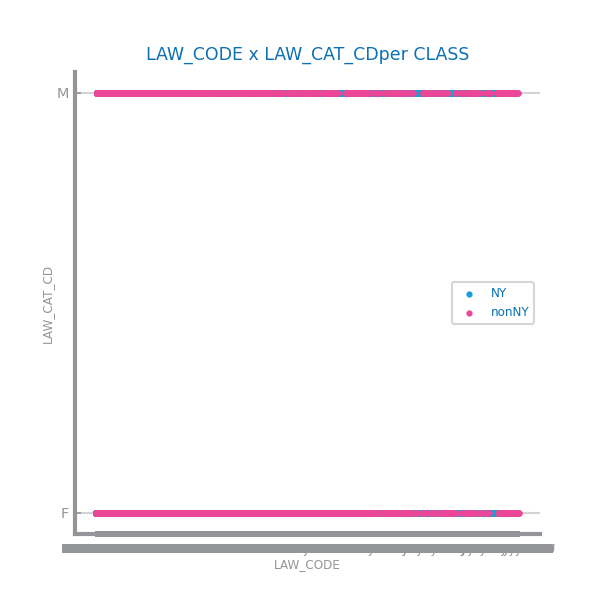 LAW_CODE x LAW_CAT_CDper CLASS
M
LAW_CAT_CD
NY
nonNY
F
LAW_CODE